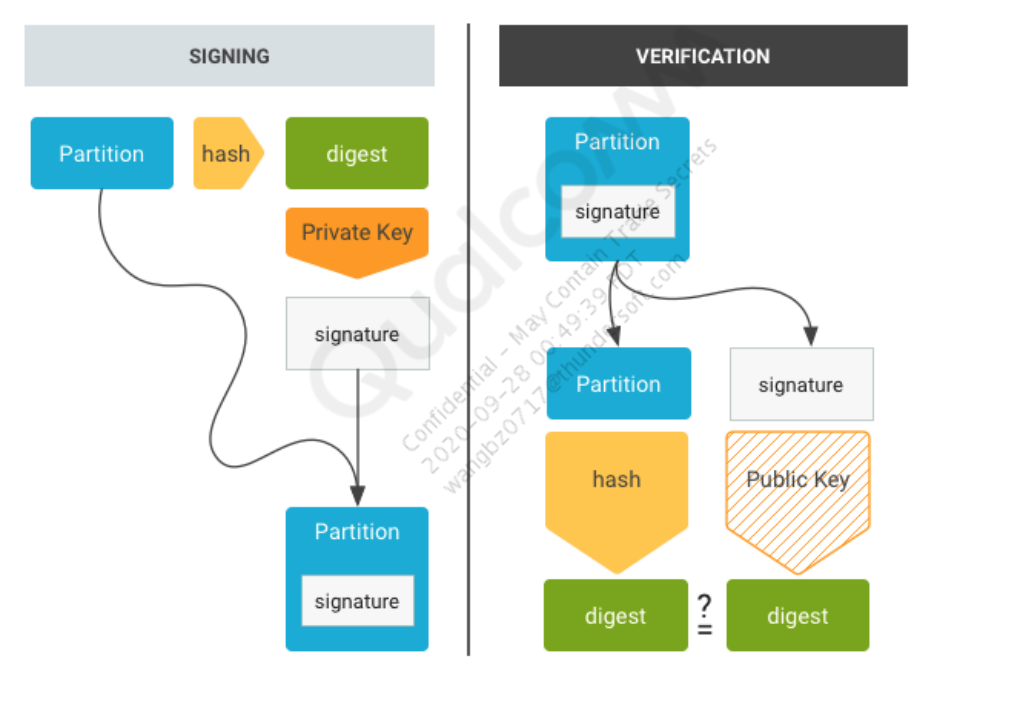 SIGNING
VERIFICATION
Partition
hash
digest
Private Key
signature
Partition
signature
Partition
signature
Partition
signature
hash
Public Key
digest
?
=
digest
Qualcomm
Confidential - May Contain Trade Secrets
2020-09-28 00:49:39 PDT
wangbz0717@thundersoft.com